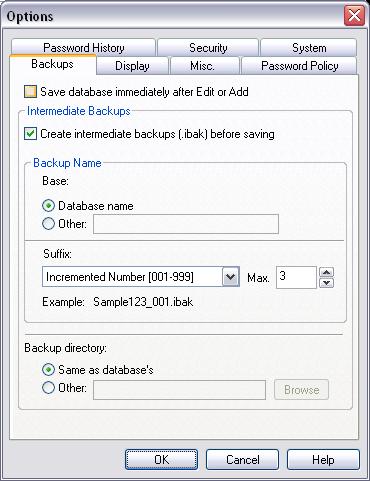 Options
Password History Security System
Backups Display Misc. Password Policy
Save database immediately after Edit or Add
Intermediate Backups
Create intermediate backups (.ibak) before saving
Backup Name
Base:
Database name
Other:
Suffix:
Incremented Number [001-999] Max. 3
Example: Sample123_001.ibak
Backup directory:
Same as database's
Other: Browse
OK Cancel Help